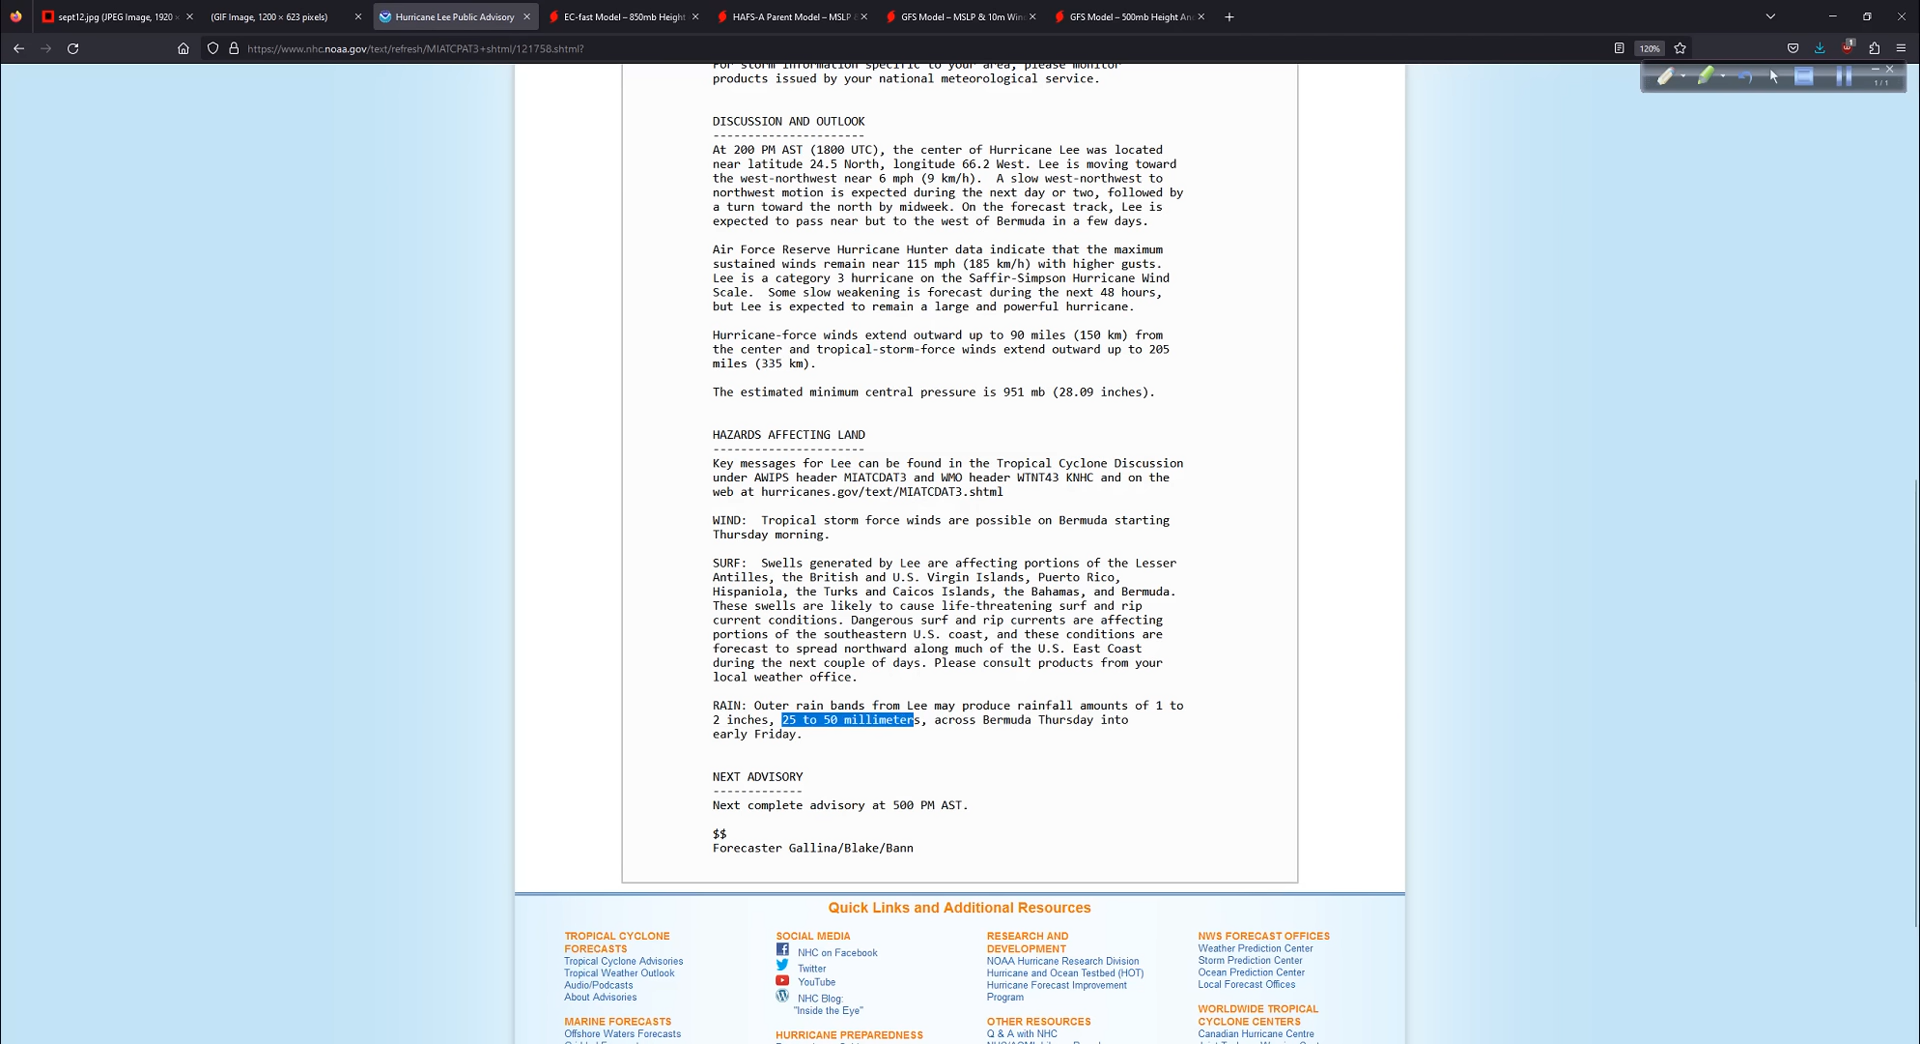 sept12.jpg (JPEG Image, 1920 ×
(GIF Image, 1200 × 623 pixels)
Hurricane Lee Public Advisory
EC-fast Model – 850mb Height
HAFS-A Parent Model – MSLP &
GFS Model – MSLP & 10m Win
GFS Model – 500mb Height An
https://www.nhc.noaa.gov/text/refresh/MIATCPAT3+shtml/121758.shtml?
120%
1
1/1
For storm information specific to your area, please monitor
products issued by your national meteorological service.
DISCUSSION AND OUTLOOK
----------------------
At 200 PM AST (1800 UTC), the center of Hurricane Lee was located
near latitude 24.5 North, longitude 66.2 West. Lee is moving toward
the west-northwest near 6 mph (9 km/h).  A slow west-northwest to
northwest motion is expected during the next day or two, followed by
a turn toward the north by midweek. On the forecast track, Lee is
expected to pass near but to the west of Bermuda in a few days.
Air Force Reserve Hurricane Hunter data indicate that the maximum
sustained winds remain near 115 mph (185 km/h) with higher gusts.
Lee is a category 3 hurricane on the Saffir-Simpson Hurricane Wind
Scale.  Some slow weakening is forecast during the next 48 hours,
but Lee is expected to remain a large and powerful hurricane.
Hurricane-force winds extend outward up to 90 miles (150 km) from
the center and tropical-storm-force winds extend outward up to 205
miles (335 km).
The estimated minimum central pressure is 951 mb (28.09 inches).
HAZARDS AFFECTING LAND
----------------------
Key messages for Lee can be found in the Tropical Cyclone Discussion
under AWIPS header MIATCDAT3 and WMO header WTNT43 KNHC and on the
web at hurricanes.gov/text/MIATCDAT3.shtml
WIND:  Tropical storm force winds are possible on Bermuda starting
Thursday morning.
SURF:  Swells generated by Lee are affecting portions of the Lesser
Antilles, the British and U.S. Virgin Islands, Puerto Rico,
Hispaniola, the Turks and Caicos Islands, the Bahamas, and Bermuda.
These swells are likely to cause life-threatening surf and rip
current conditions. Dangerous surf and rip currents are affecting
portions of the southeastern U.S. coast, and these conditions are
forecast to spread northward along much of the U.S. East Coast
during the next couple of days. Please consult products from your
local weather office.
RAIN: Outer rain bands from Lee may produce rainfall amounts of 1 to
2 inches, 25 to 50 millimeters, across Bermuda Thursday into
early Friday.
NEXT ADVISORY
-------------
Next complete advisory at 500 PM AST.
$$
Forecaster Gallina/Blake/Bann
Quick Links and Additional Resources
TROPICAL CYCLONE
FORECASTS
Tropical Cyclone Advisories
Tropical Weather Outlook
Audio/Podcasts
About Advisories
MARINE FORECASTS
Offshore Waters Forecasts
SOCIAL MEDIA
NHC on Facebook
Twitter
YouTube
NHC Blog:
"Inside the Eye"
HURRICANE PREPAREDNESS
RESEARCH AND
DEVELOPMENT
NOAA Hurricane Research Division
Hurricane and Ocean Testbed (HOT)
Hurricane Forecast Improvement
Program
OTHER RESOURCES
Q & A with NHC
NWS FORECAST OFFICES
Weather Prediction Center
Storm Prediction Center
Ocean Prediction Center
Local Forecast Offices
WORLDWIDE TROPICAL
CYCLONE CENTERS
Canadian Hurricane Centre